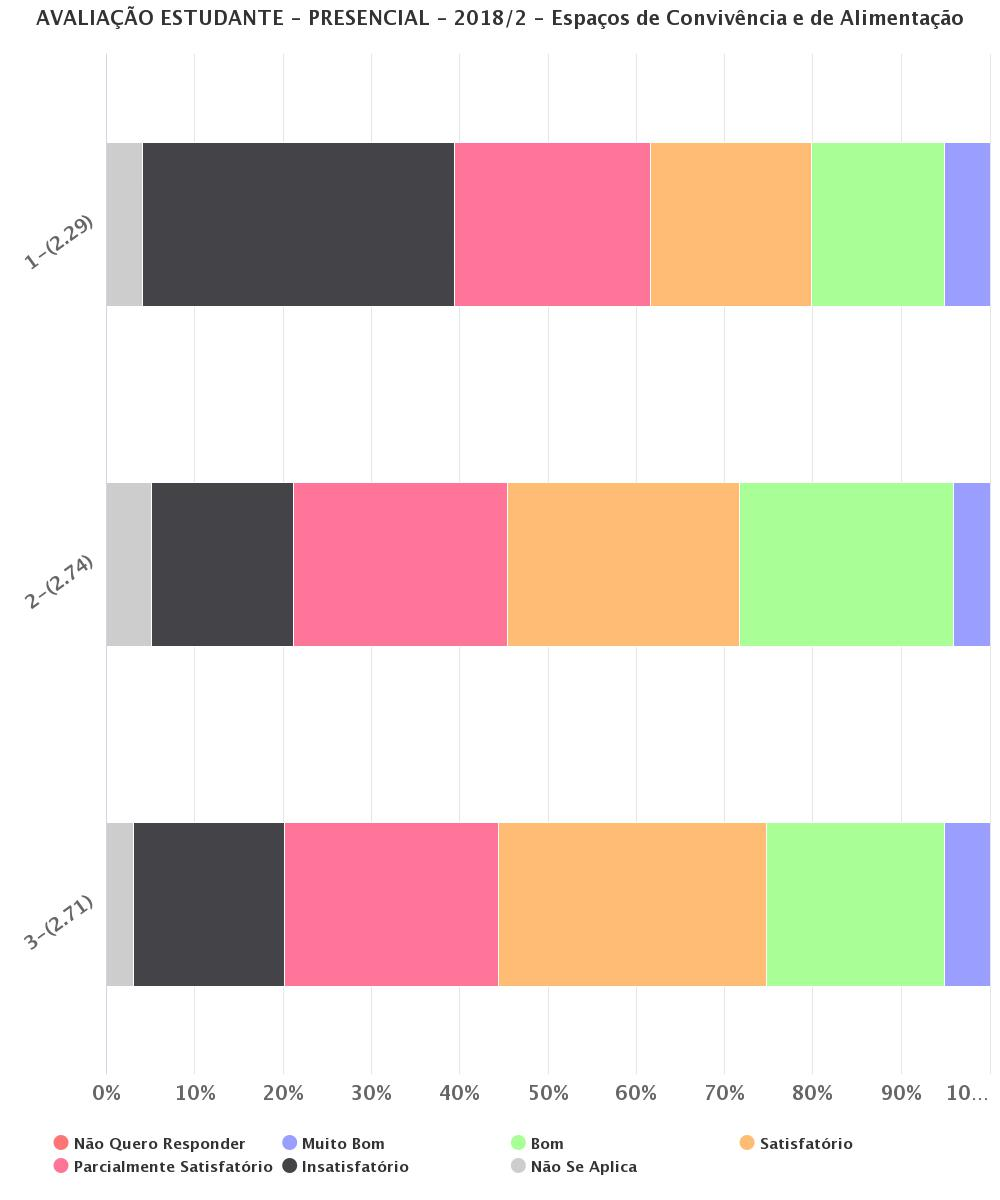 AVALIAÇÃO ESTUDANTE - PRESENCIAL - 2018/2 - Espaços de Convivência e de Alimentação
1-(2.29)
2-(2.74)
3-(2.71)
0% 10% 20% 30% 40% 50% 60% 70% 80% 90% 10...
Não Quero Responder Muito Bom Bom Satisfatório
Parcialmente Satisfatório Insatisfatório Não Se Aplica